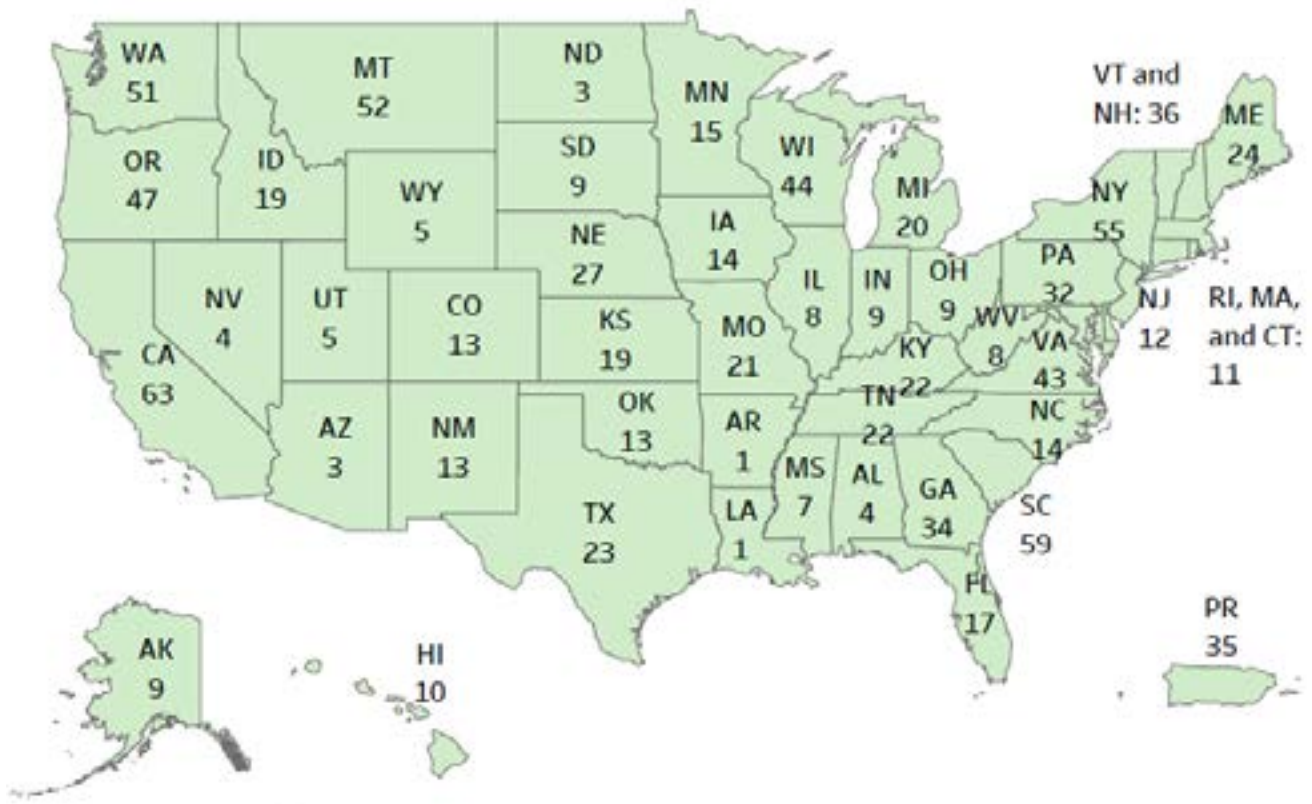 WA
51
MT
52
ND
3
MN
15
VT and
NH: 36
ME
24
OR
47
ID
19
WY
5
SD
9
WI
44
MI
20
NY
55
NE
27
IA
14
NV
4
UT
5
CO
13
KS
19
MO
21
IL
8
IN
9
OH
9
PA
32
NJ
12
RI, MA,
and CT:
11
CA
63
WV
8
VA
43
KY
22
AZ
3
NM
13
OK
13
AR
1
TN
22
NC
14
TX
23
LA
1
MS
7
AL
4
GA
34
SC
59
FL
17
AK
9
HI
10
PR
35